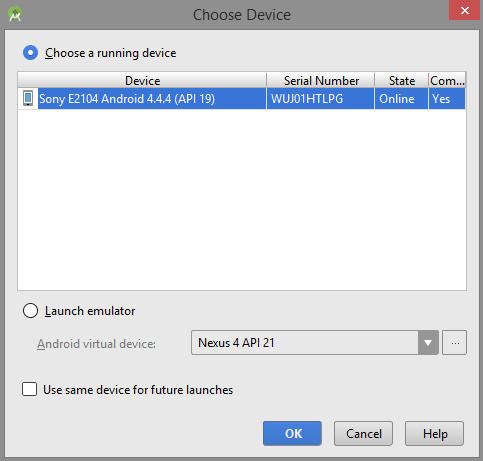 Choose Device
Choose a running device
Device Serial Number State Com...
Sony E2104 Android 4.4.4 (API 19) WUJ01HTLPG Online Yes
Launch emulator
Android virtual device: Nexus 4 API 21 ...
Use same device for future launches
OK Cancel Help